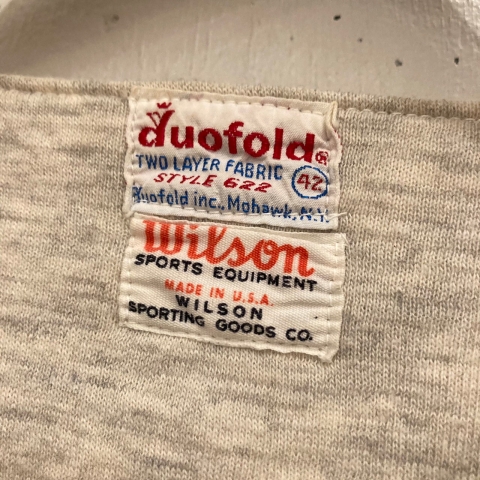 duofold®
TWO LAYER FABRIC
STYLE 622
42
Duofold inc., Mohawk, N.Y.
Wilson
SPORTS EQUIPMENT
MADE IN U.S.A
WILSON
SPORTING GOODS CO.